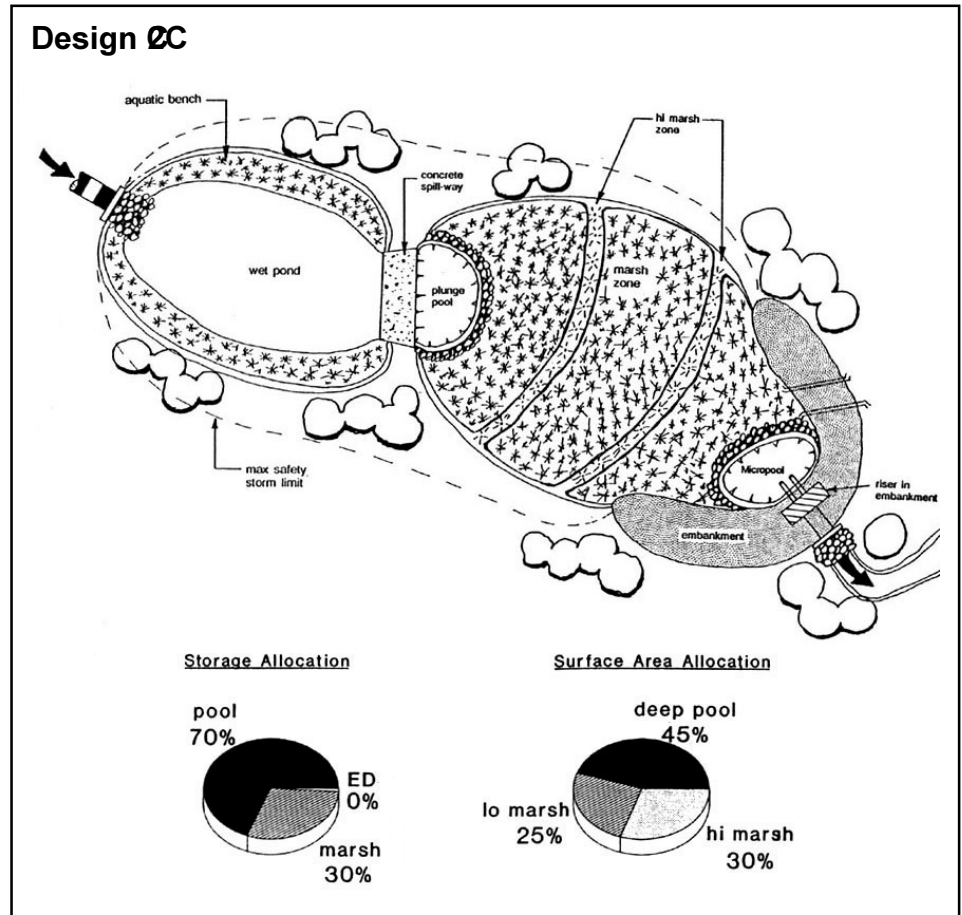 Design
aquatic bench
hi marsh
zone
concrete
spill-way
wet pond
plunge
pool
marsh
zone
max safety
storm limit
Micropool
riser in
embankment
embankment
Storage Allocation
Surface Area Allocation
pool
70%
ED
0%
marsh
30%
deep pool
45%
lo marsh
25%
hi marsh
30%